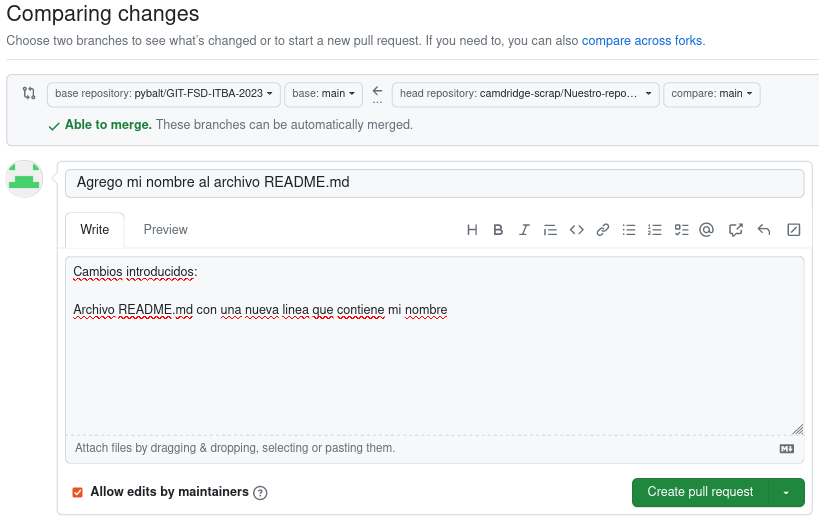 Comparing changes
Choose two branches to see what's changed or to start a new pull request. If you need to, you can also compare across forks.
base repository: pybalt/GIT-FSD-ITBA-2023 base: main ... head repository: camdridge-scrap/Nuestro-repo... compare: main
Able to merge. These branches can be automatically merged.
Agrego mi nombre al archivo README.md
Write Preview
Cambios introducidos:
Archivo README.md con una nueva linea que contiene mi nombre
Attach files by dragging & dropping, selecting or pasting them.
Allow edits by maintainers ? Create pull request